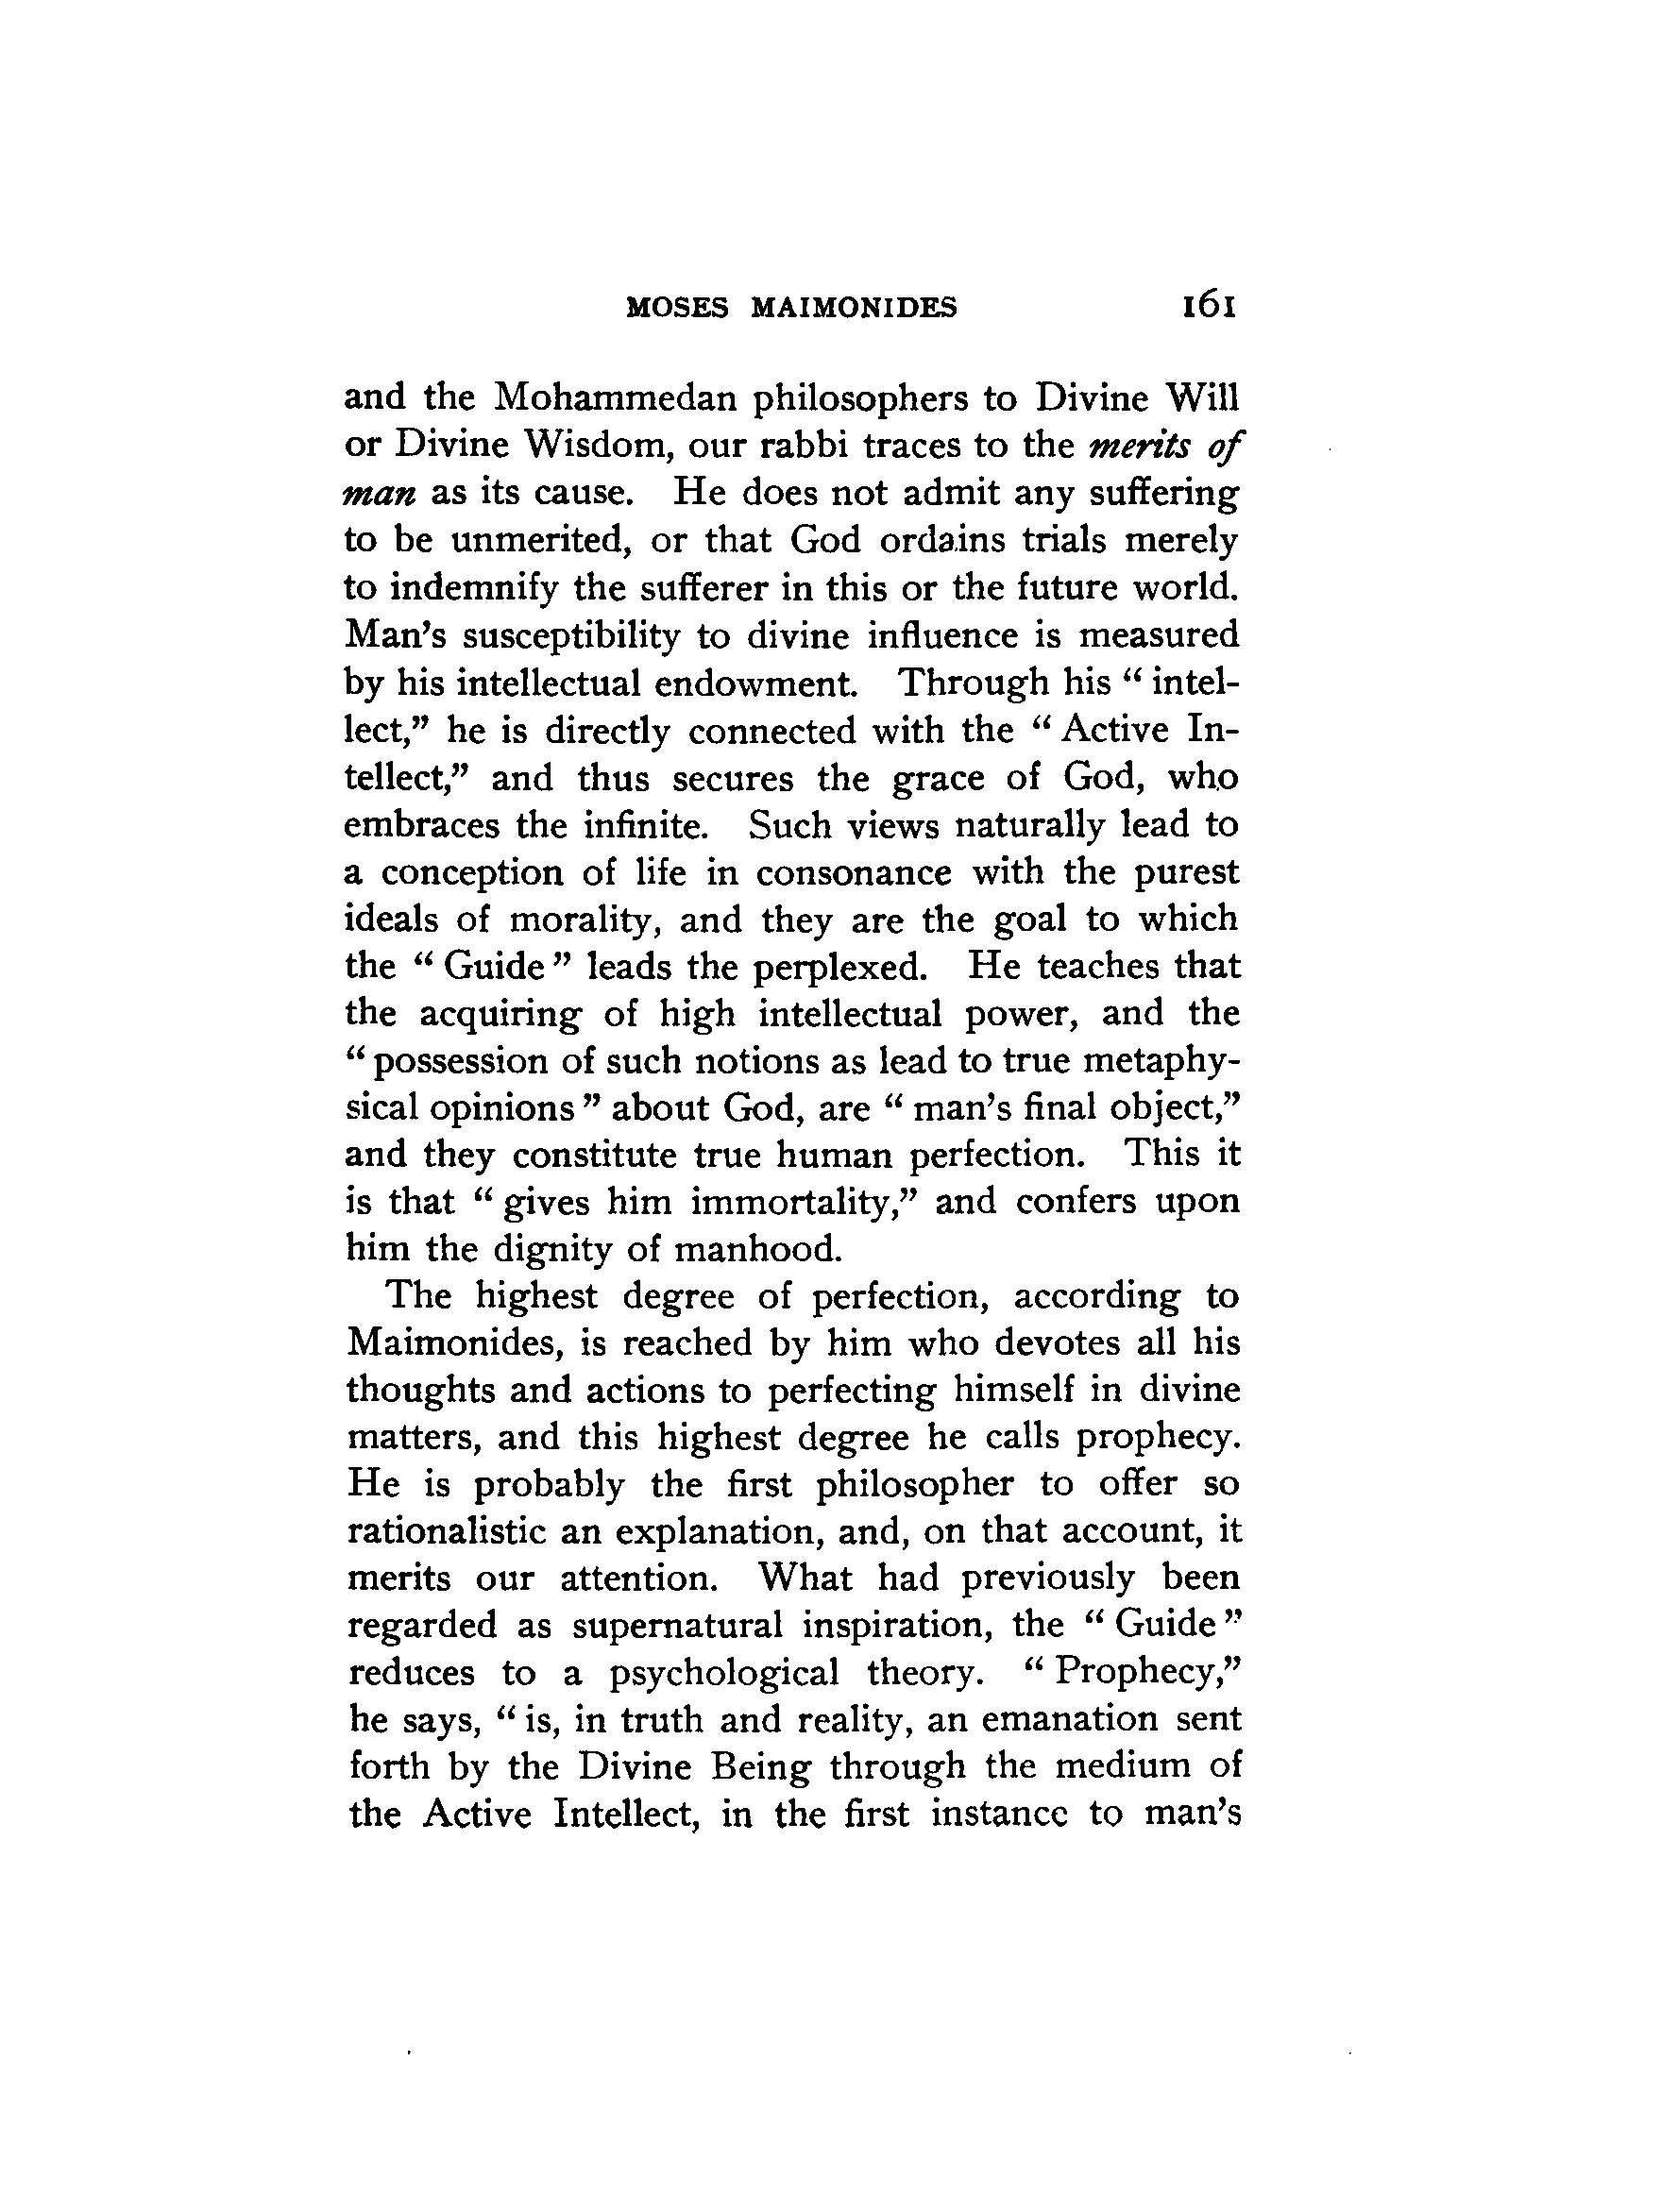 MOSES MAIMONIDES 161
and the Mohammedan philosophers to Divine Will
or Divine Wisdom, our rabbi traces to the merits of
man as its cause. He does not admit any suffering
to be unmerited, or that God ordains trials merely
to indemnify the sufferer in this or the future world.
Man's susceptibility to divine influence is measured
by his intellectual endowment. Through his “ intel-
lect,” he is directly connected with the “ Active In-
tellect,” and thus secures the grace of God, who
embraces the infinite. Such views naturally lead to
a conception of life in consonance with the purest
ideals of morality, and they are the goal to which
the “ Guide ” leads the perplexed. He teaches that
the acquiring of high intellectual power, and the
“ possession of such notions as lead to true metaphy-
sical opinions ” about God, are “ man's final object,”
and they constitute true human perfection. This it
is that “ gives him immortality,” and confers upon
him the dignity of manhood.
The highest degree of perfection, according to
Maimonides, is reached by him who devotes all his
thoughts and actions to perfecting himself in divine
matters, and this highest degree he calls prophecy.
He is probably the first philosopher to offer so
rationalistic an explanation, and, on that account, it
merits our attention. What had previously been
regarded as supernatural inspiration, the “ Guide ”
reduces to a psychological theory. “ Prophecy,”
he says, “ is, in truth and reality, an emanation sent
forth by the Divine Being through the medium of
the Active Intellect, in the first instance to man's